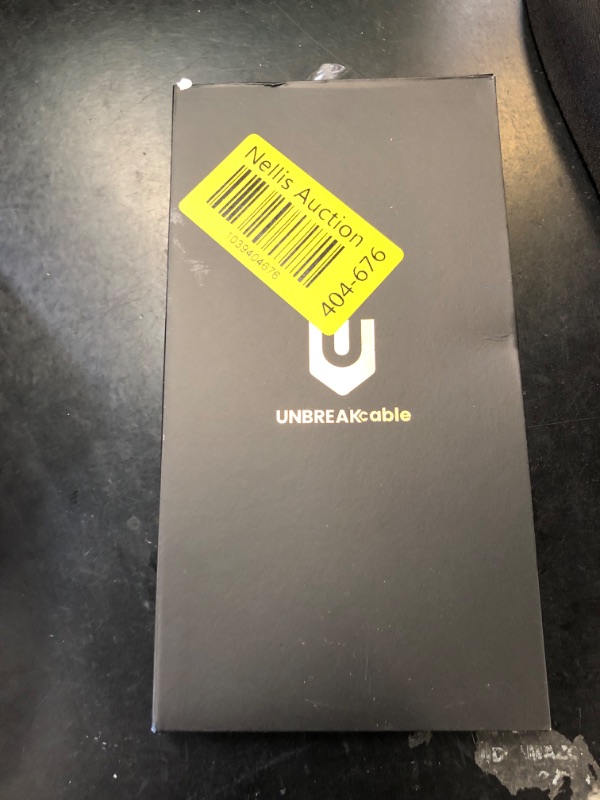 Nellis Auction
1039404676
404-676
U
UNBREAKcable